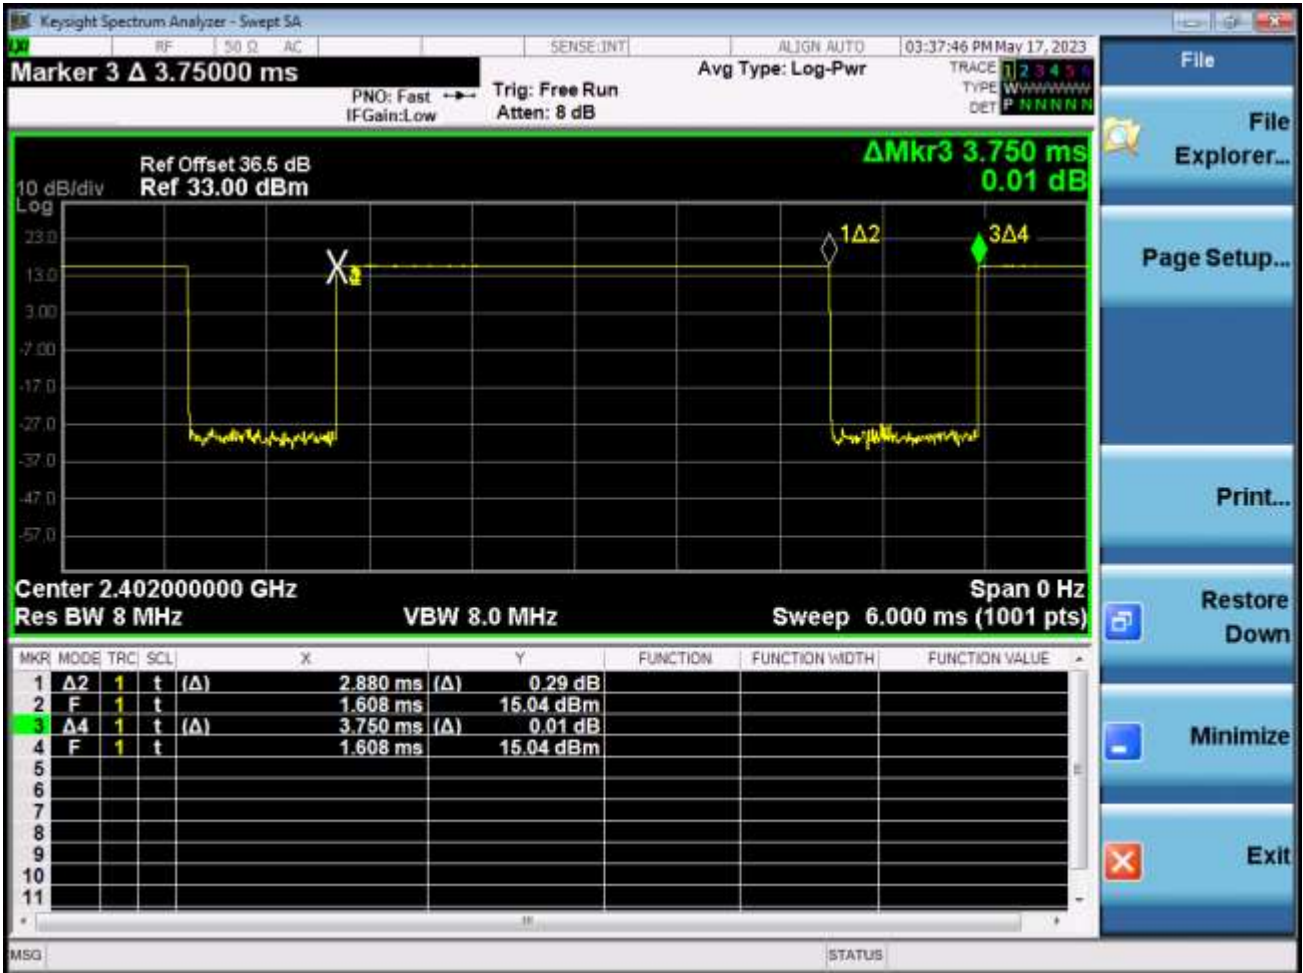 Keysight Spectrum Analyzer - Swept SA
LXI RF 50 Ω AC SENSE:INT ALIGN AUTO 03:37:46 PM May 17, 2023
Marker 3 Δ 3.75000 ms
PNO: Fast
IFGain:Low
Trig: Free Run
Atten: 8 dB
Avg Type: Log-Pwr
TRACE 1 2 3 4 5 6
TYPE WWWWWW
DET P N N N N N
ΔMkr3 3.750 ms
0.01 dB
Ref Offset 36.5 dB
10 dB/div Ref 33.00 dBm
Log
23.0
13.0
3.00
-7.00
-17.0
-27.0
-37.0
-47.0
-57.0
X
1Δ2
3Δ4
Center 2.402000000 GHz Span 0 Hz
Res BW 8 MHz VBW 8.0 MHz Sweep 6.000 ms (1001 pts)
MKR MODE TRC SCL X Y FUNCTION FUNCTION WIDTH FUNCTION VALUE
1 Δ2 1 t (Δ) 2.880 ms (Δ) 0.29 dB
2 F 1 t 1.608 ms 15.04 dBm
3 Δ4 1 t (Δ) 3.750 ms (Δ) 0.01 dB
4 F 1 t 1.608 ms 15.04 dBm
5
6
7
8
9
10
11
MSG STATUS
File
File
Explorer...
Page Setup...
Print...
Restore
Down
Minimize
Exit